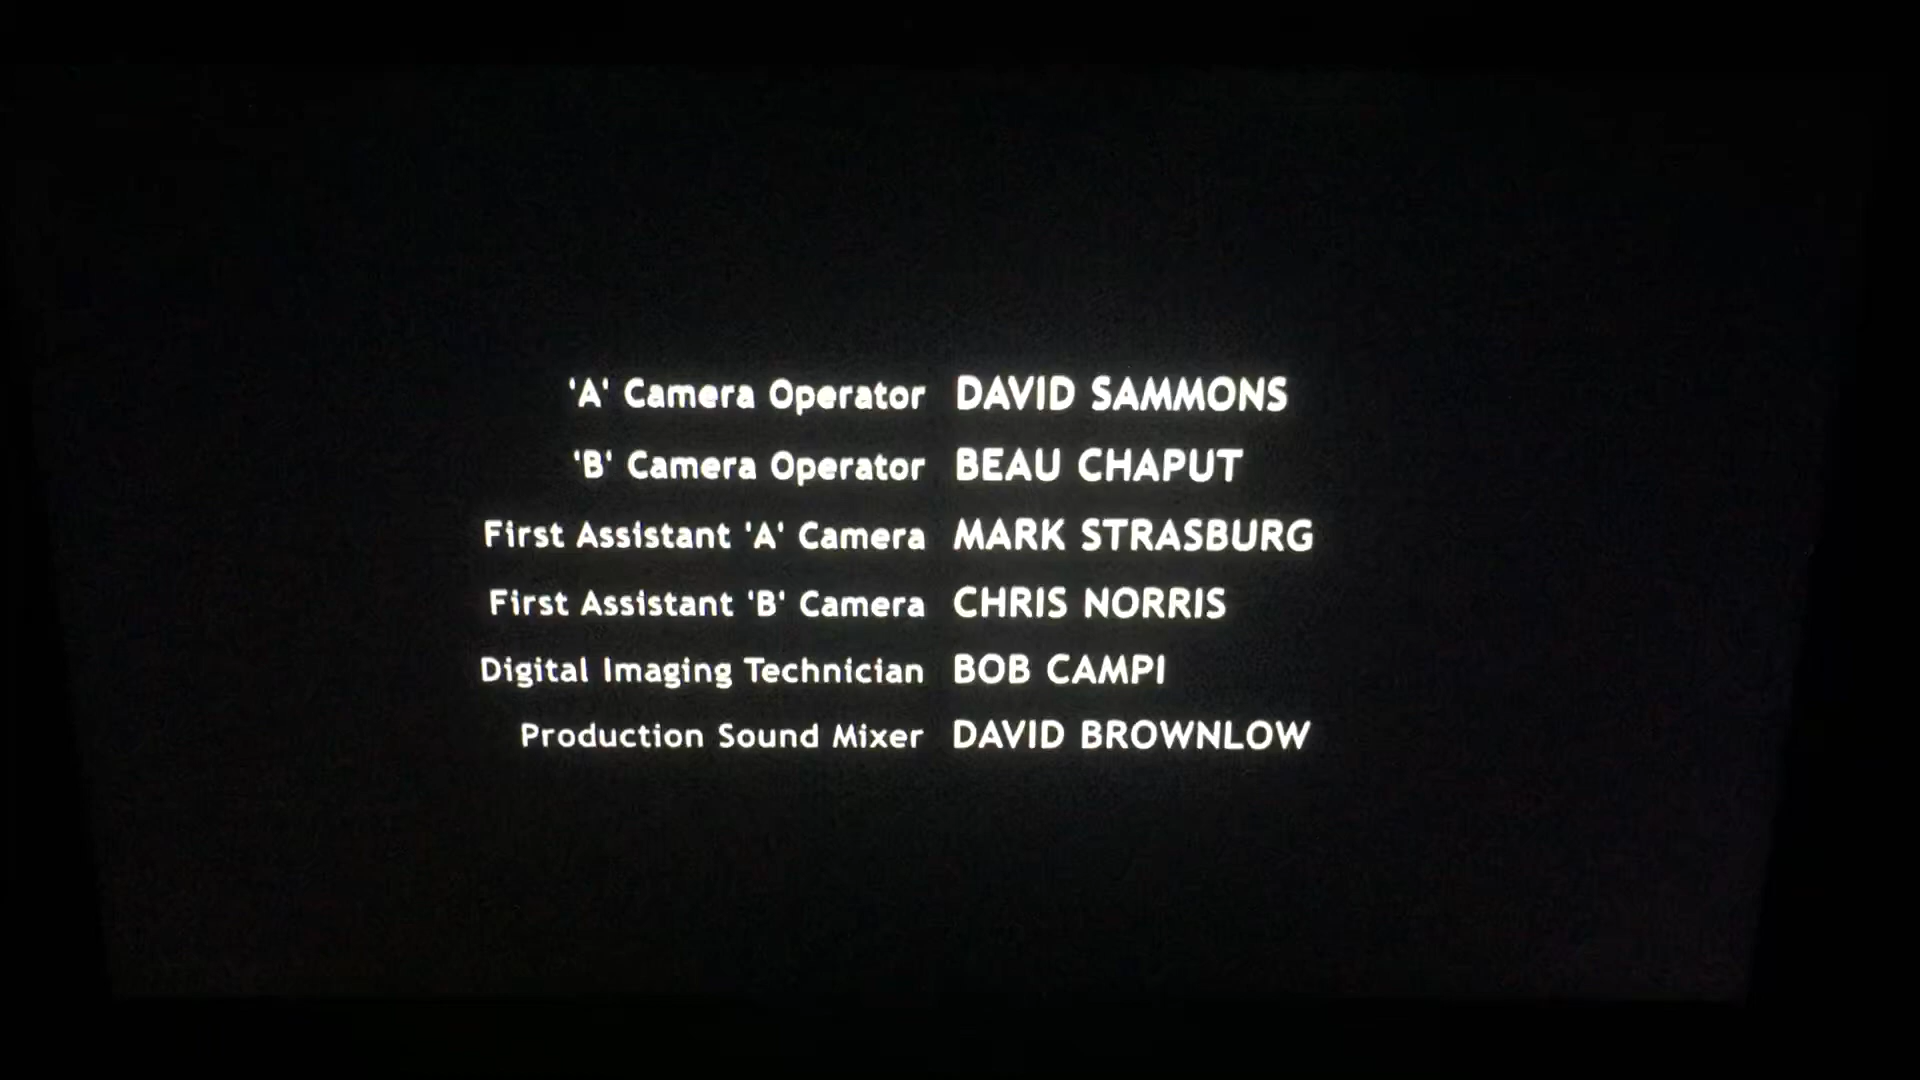 'A' Camera Operator DAVID SAMMONS
'B' Camera Operator BEAU CHAPUT
First Assistant 'A' Camera MARK STRASBURG
First Assistant 'B' Camera CHRIS NORRIS
Digital Imaging Technician BOB CAMPI
Production Sound Mixer DAVID BROWNLOW